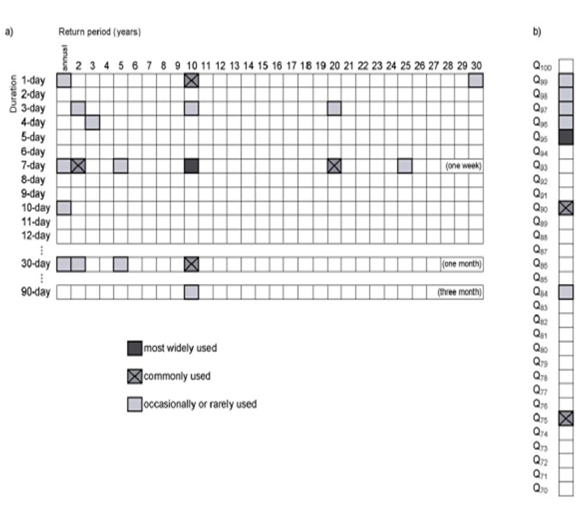 a)
Return period (years)
annual 2 3 4 5 6 7 8 9 10 11 12 13 14 15 16 17 18 19 20 21 22 23 24 25 26 27 28 29 30
Duration
1-day
2-day
3-day
4-day
5-day
6-day
7-day (one week)
8-day
9-day
10-day
11-day
12-day
⋮
30-day (one month)
⋮
90-day (three month)
most widely used
commonly used
occasionally or rarely used
b)
Q100
Q99
Q98
Q97
Q96
Q95
Q94
Q93
Q92
Q91
Q90
Q89
Q88
Q87
Q86
Q85
Q84
Q83
Q82
Q81
Q80
Q79
Q78
Q77
Q76
Q75
Q74
Q73
Q72
Q71
Q70